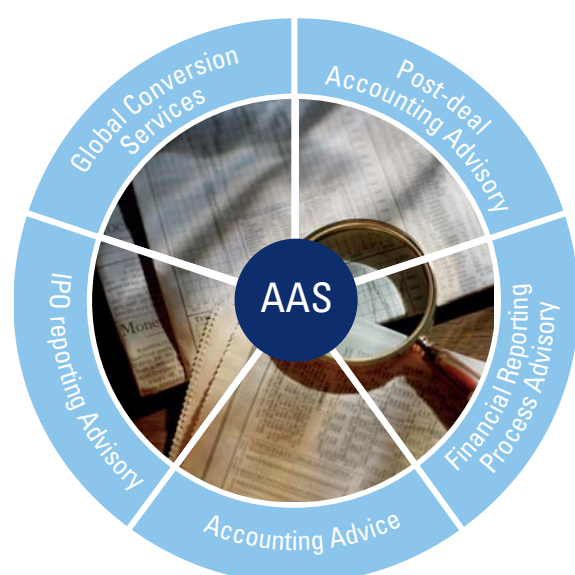 Global Conversion
Services
Post-deal
Accounting Advisory
AAS
IPO reporting Advisory
Financial Reporting
Process Advisory
Accounting Advice